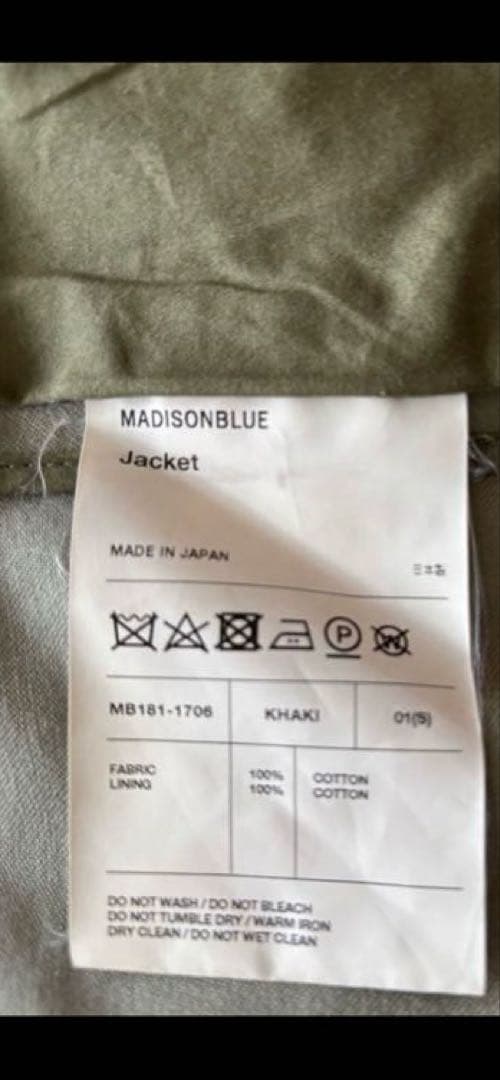 MADISONBLUE
Jacket
MADE IN JAPAN
P
W
MB181-1706 KHAKI 01(S)
FABRIC 100% COTTON
LINING 100% COTTON
DO NOT WASH / DO NOT BLEACH
DO NOT TUMBLE DRY / WARM IRON
DRY CLEAN / DO NOT WET CLEAN